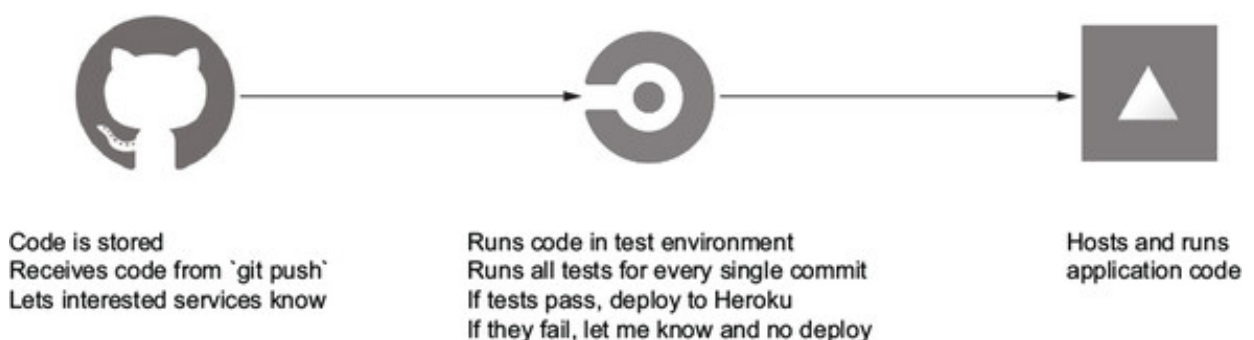 Code is stored
Receives code from `git push`
Lets interested services know
Runs code in test environment
Runs all tests for every single commit
If tests pass, deploy to Heroku
If they fail, let me know and no deploy
Hosts and runs
application code